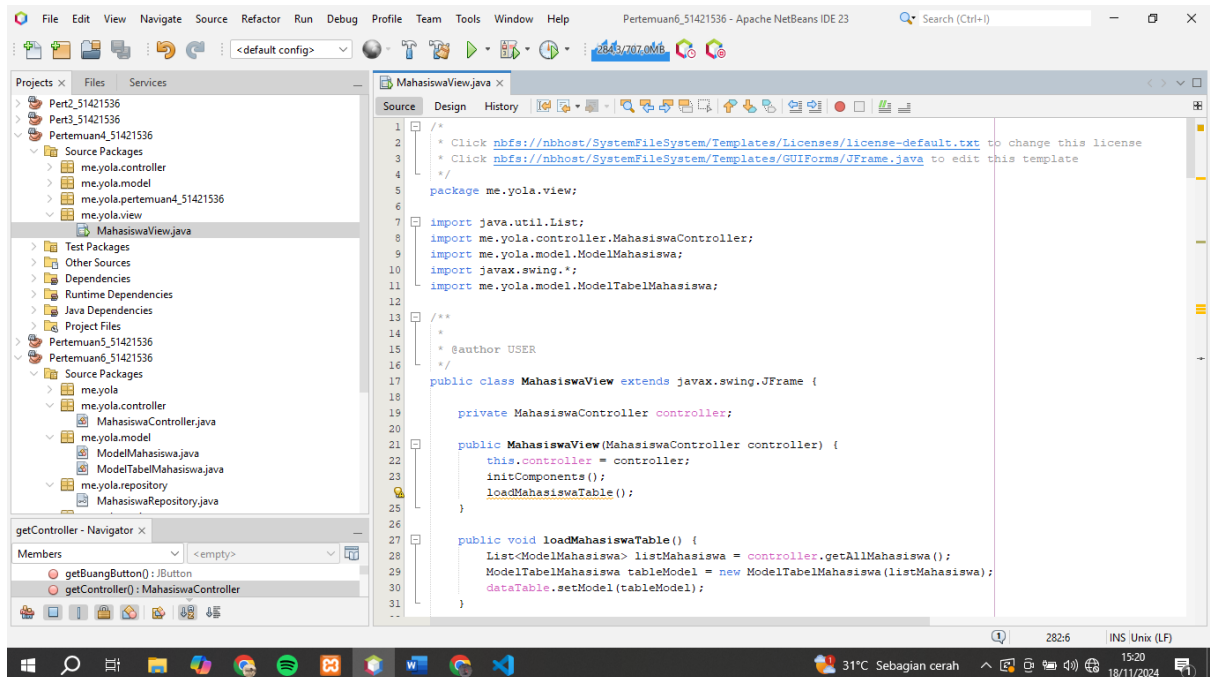 File Edit View Navigate Source Refactor Run Debug Profile Team Tools Window Help Pertemuan6_51421536 - Apache NetBeans IDE 23 Search (Ctrl+I)
<default config> 284.3/707.0MB
Projects Files Services
Pert2_51421536
Pert3_51421536
Pertemuan4_51421536
Source Packages
me.yola.controller
me.yola.model
me.yola.pertemuan4_51421536
me.yola.view
MahasiswaView.java
Test Packages
Other Sources
Dependencies
Runtime Dependencies
Java Dependencies
Project Files
Pertemuan5_51421536
Pertemuan6_51421536
Source Packages
me.yola
me.yola.controller
MahasiswaController.java
me.yola.model
ModelMahasiswa.java
ModelTabelMahasiswa.java
me.yola.repository
MahasiswaRepository.java
getController - Navigator
Members <empty>
getBuangButton() : JButton
getController() : MahasiswaController
MahasiswaView.java
Source Design History
1 /*
2 * Click nbfs://nbhost/SystemFileSystem/Templates/Licenses/license-default.txt to change this license
3 * Click nbfs://nbhost/SystemFileSystem/Templates/GUIForms/JFrame.java to edit this template
4 */
5 package me.yola.view;
6
7 import java.util.List;
8 import me.yola.controller.MahasiswaController;
9 import me.yola.model.ModelMahasiswa;
10 import javax.swing.*;
11 import me.yola.model.ModelTabelMahasiswa;
12
13 /**
14 *
15 * @author USER
16 */
17 public class MahasiswaView extends javax.swing.JFrame {
18
19 private MahasiswaController controller;
20
21 public MahasiswaView(MahasiswaController controller) {
22 this.controller = controller;
23 initComponents();
loadMahasiswaTable();
25 }
26
27 public void loadMahasiswaTable() {
28 List<ModelMahasiswa> listMahasiswa = controller.getAllMahasiswa();
29 ModelTabelMahasiswa tableModel = new ModelTabelMahasiswa(listMahasiswa);
30 dataTable.setModel(tableModel);
31 }
1 282:6 INS Unix (LF)
31°C Sebagian cerah 15:20
18/11/2024